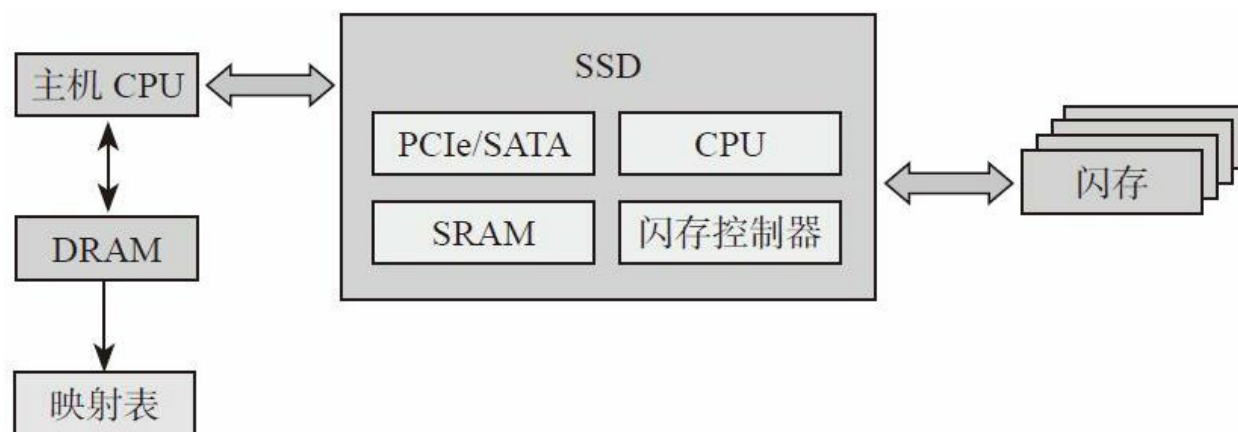 主机 CPU
SSD
PCIe/SATA
CPU
SRAM
闪存控制器
闪存
DRAM
映射表